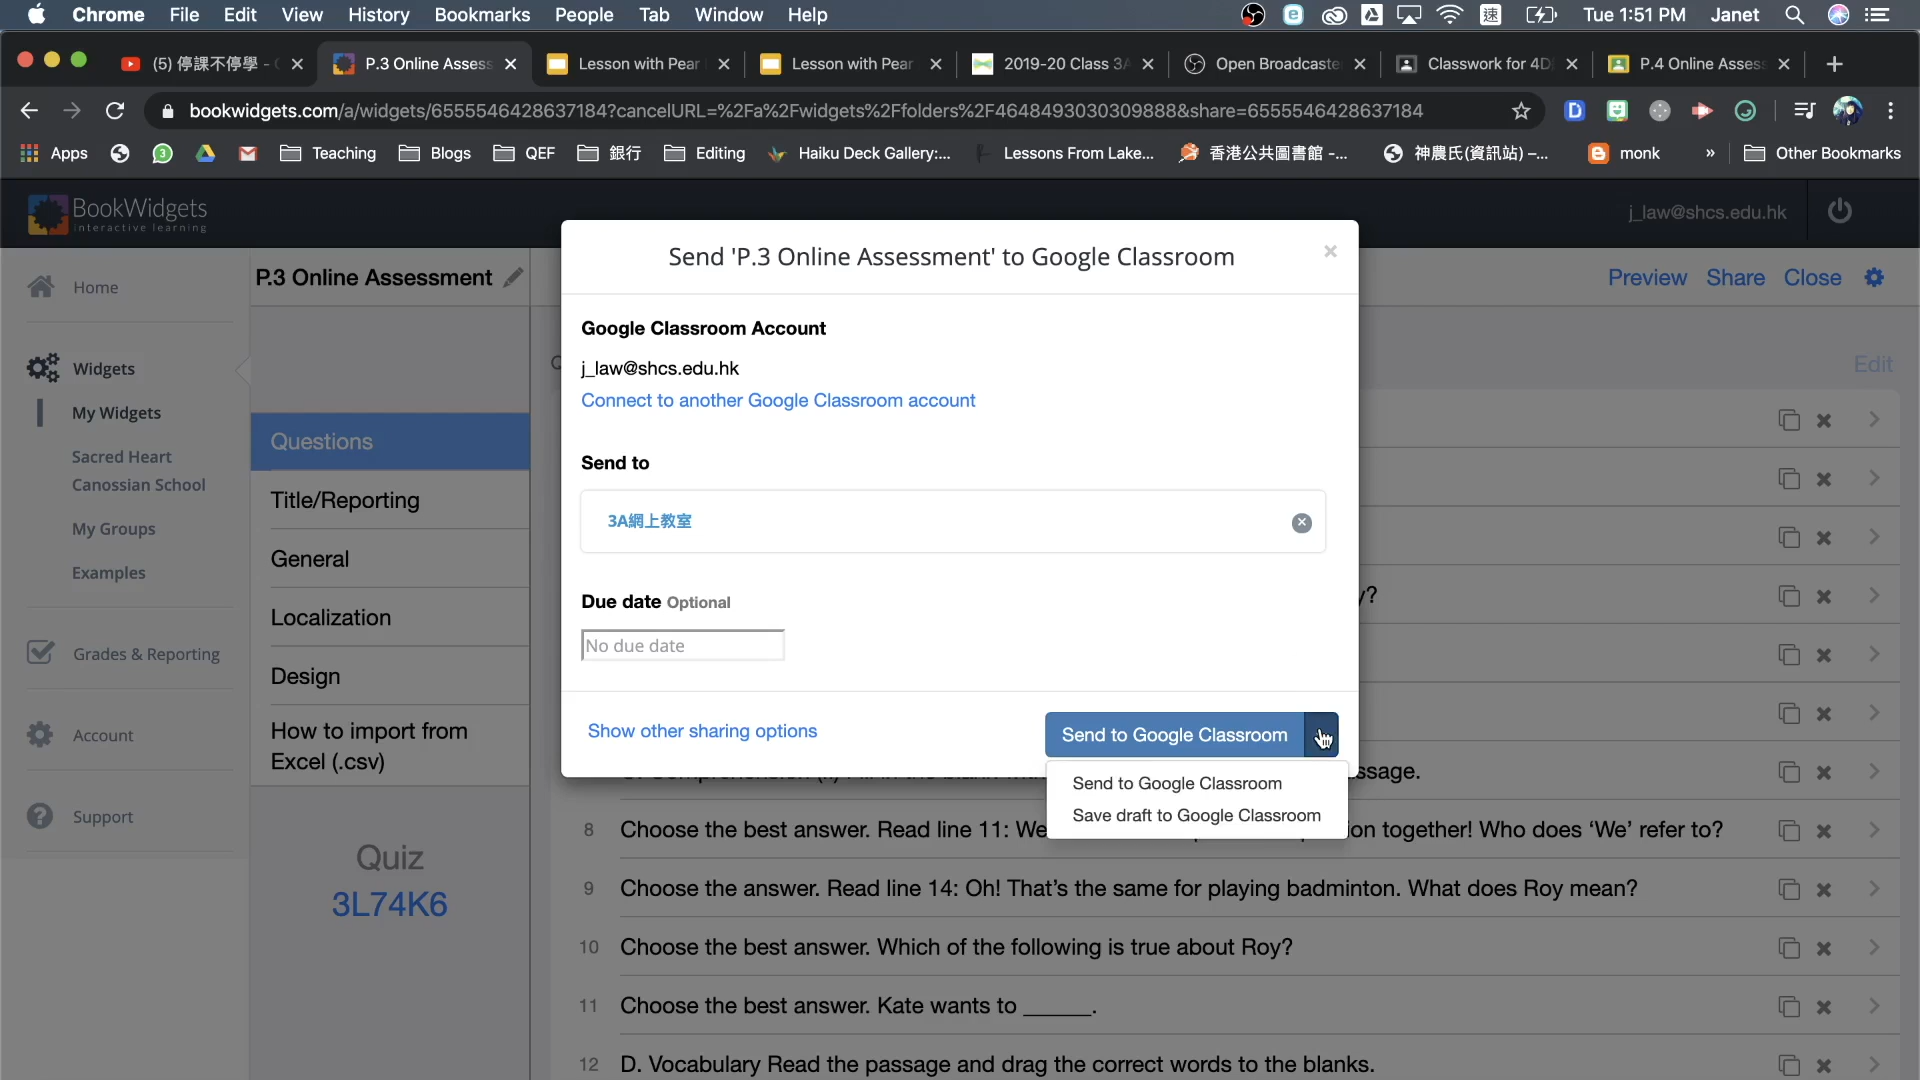 Chrome File Edit View History Bookmarks People Tab Window Help
速 Tue 1:51 PM Janet
(5) 停課不停學 -
P.3 Online Assess
Lesson with Pear
Lesson with Pear
2019-20 Class 3A
Open Broadcaste
Classwork for 4D
P.4 Online Assess
bookwidgets.com/a/widgets/6555546428637184?cancelURL=%2Fa%2Fwidgets%2Ffolders%2F4648493030309888&share=6555546428637184
Apps 3 Teaching Blogs QEF 銀行 Editing Haiku Deck Gallery:... Lessons From Lake... 香港公共圖書館 -... 神農氏(資訊站) –... monk » Other Bookmarks
BookWidgets
interactive learning
j_law@shcs.edu.hk
Home
Widgets
My Widgets
Sacred Heart
Canossian School
My Groups
Examples
Grades & Reporting
Account
Support
P.3 Online Assessment
Preview Share Close
Edit
Questions
Title/Reporting
General
Localization
Design
How to import from
Excel (.csv)
Quiz
3L74K6
Send 'P.3 Online Assessment' to Google Classroom
Google Classroom Account
j_law@shcs.edu.hk
Connect to another Google Classroom account
Send to
3A網上教室
Due date Optional
No due date
Show other sharing options
Send to Google Classroom
Send to Google Classroom
Save draft to Google Classroom
y?
ssage.
8 Choose the best answer. Read line 11: We on together! Who does ‘We’ refer to?
9 Choose the answer. Read line 14: Oh! That’s the same for playing badminton. What does Roy mean?
10 Choose the best answer. Which of the following is true about Roy?
11 Choose the best answer. Kate wants to ______.
12 D. Vocabulary Read the passage and drag the correct words to the blanks.